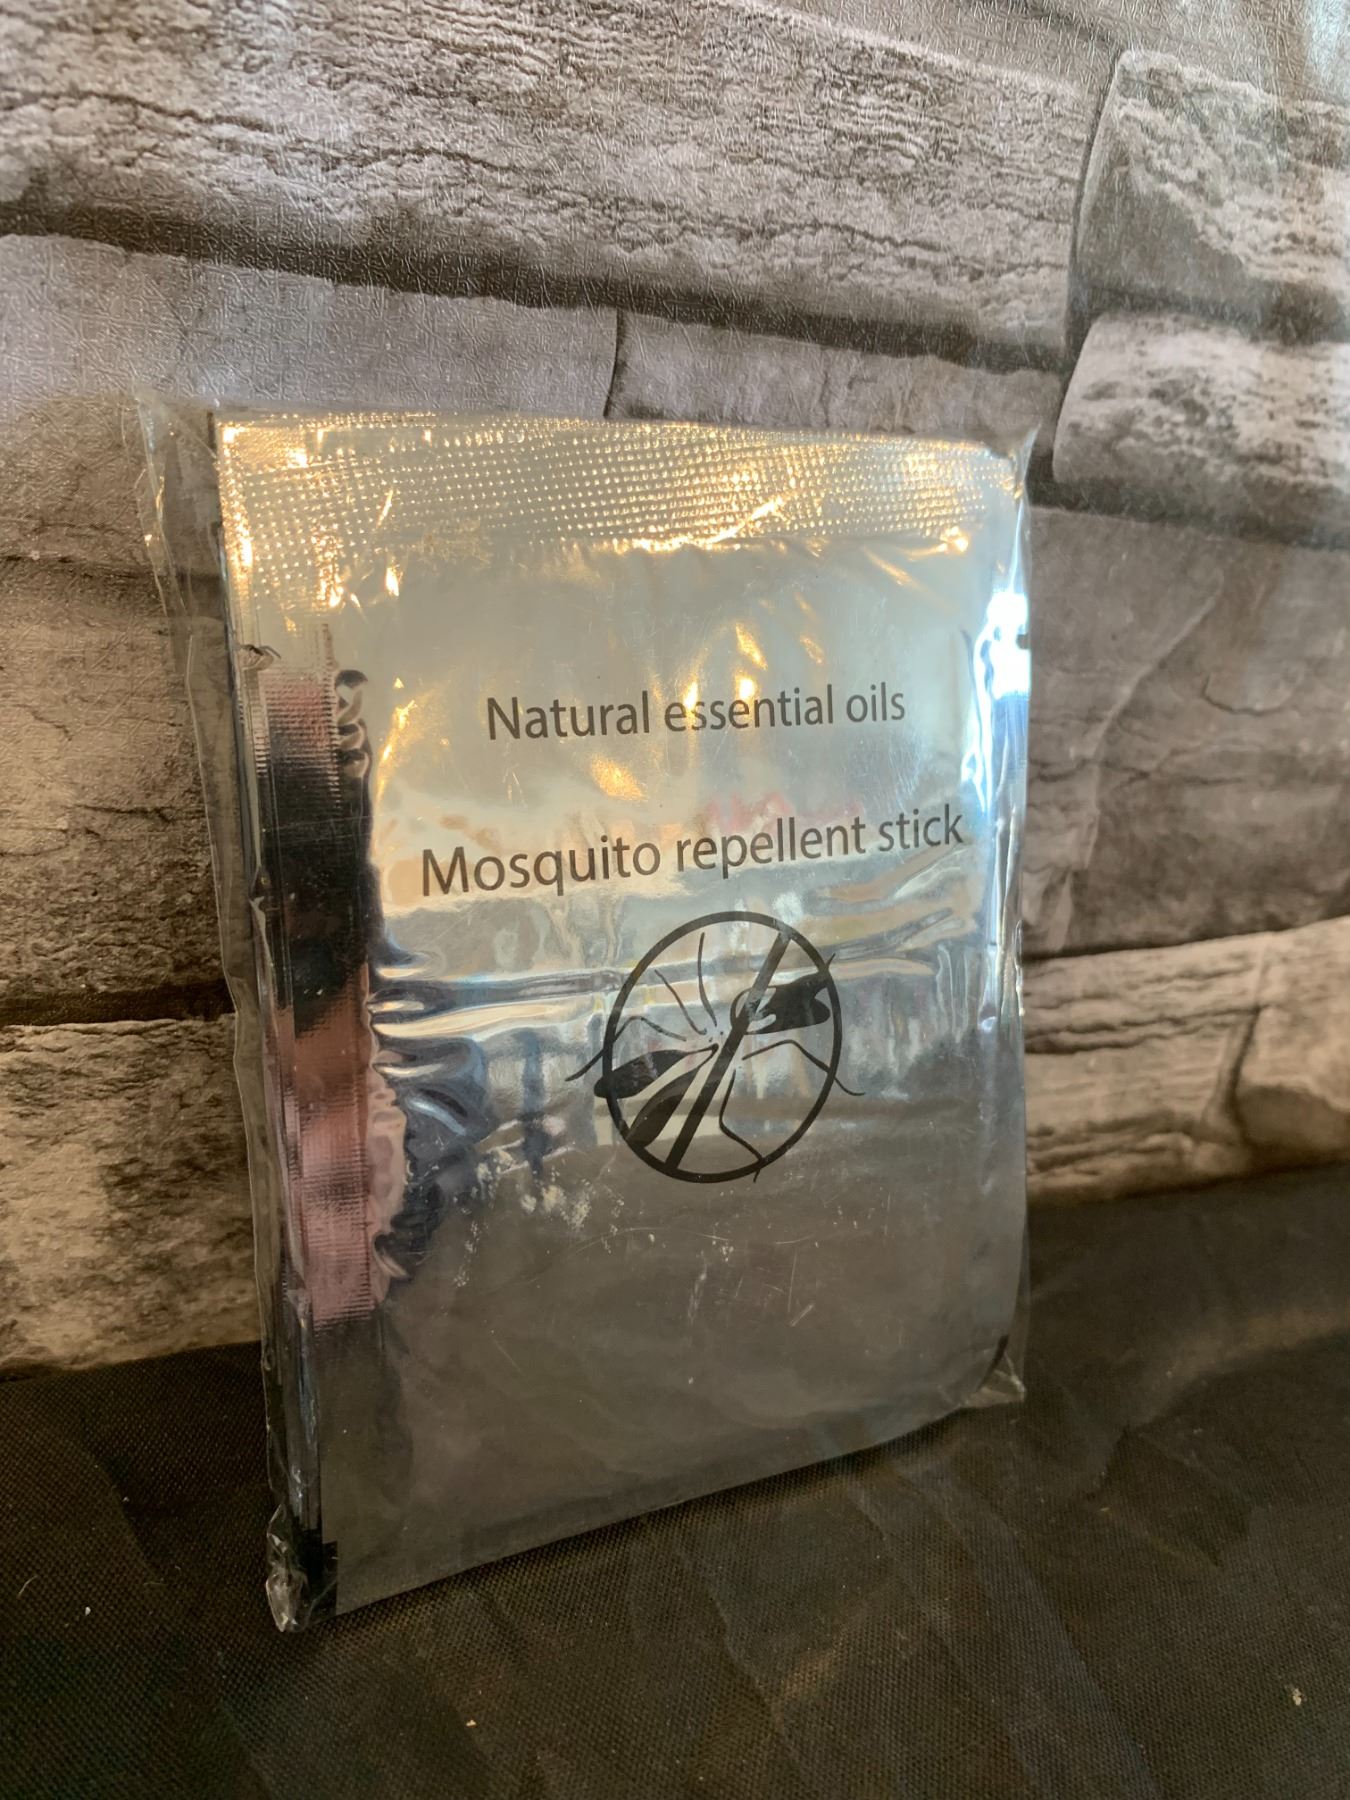 Natural essential oils
Mosquito repellent stick